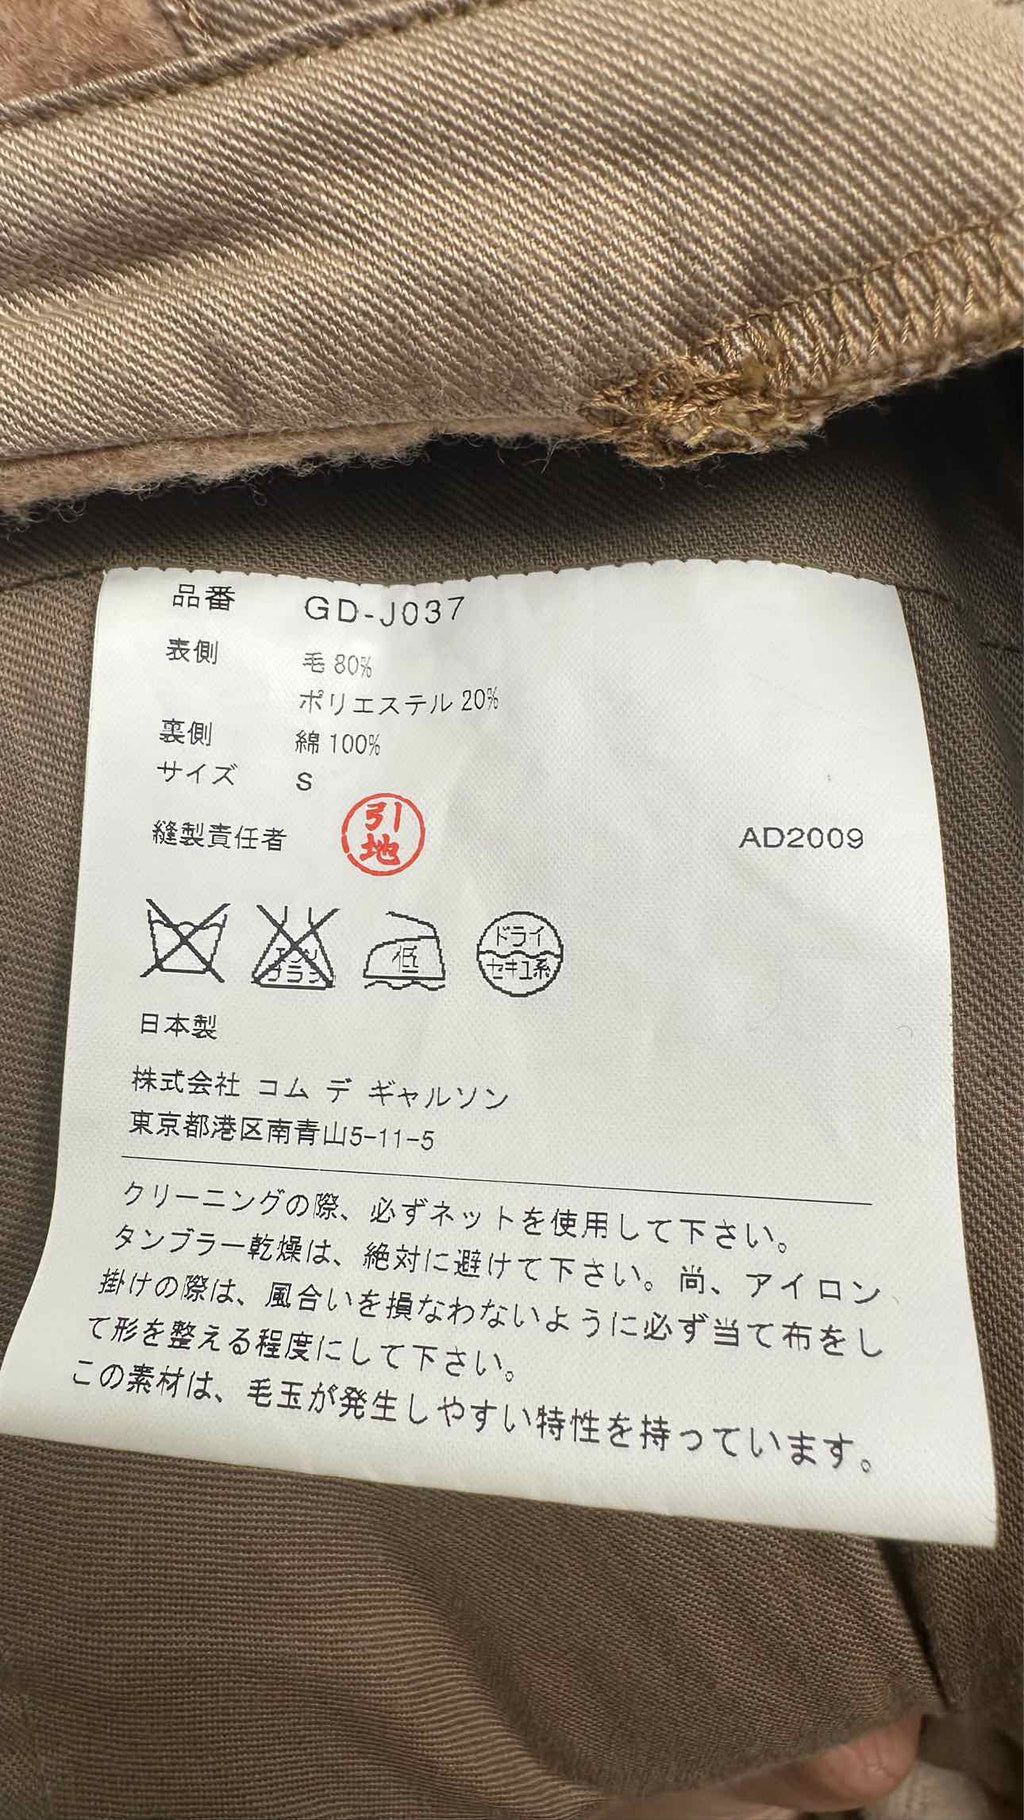 品番 GD-J037
表側 毛 80%
ポリエステル 20%
裏側 綿 100%
サイズ S
縫製責任者 引地 AD2009
エンソ
フラン
低
ドライ
セキユ系
日本製
株式会社 コム デ ギャルソン
東京都港区南青山5-11-5
クリーニングの際、必ずネットを使用して下さい。
タンブラー乾燥は、絶対に避けて下さい。尚、アイロン
掛けの際は、風合いを損なわないように必ず当て布をし
て形を整える程度にして下さい。
この素材は、毛玉が発生しやすい特性を持っています。